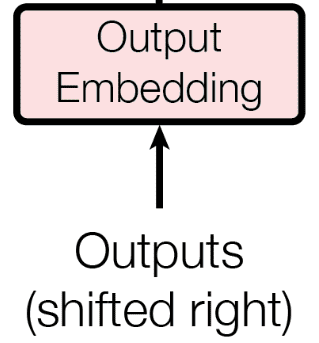 Output
Embedding
Outputs
(shifted right)